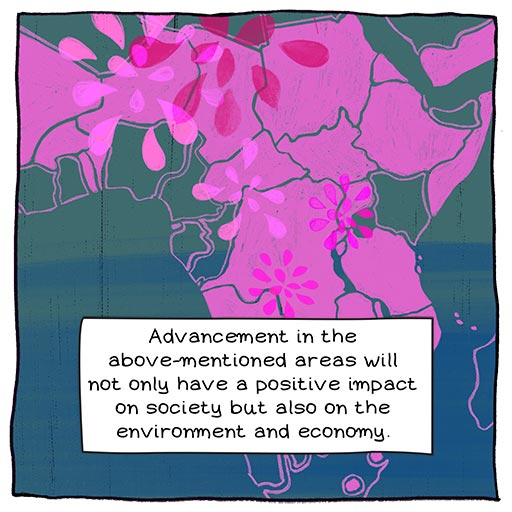 Advancement in the
above-mentioned areas will
not only have a positive impact
on society but also on the
environment and economy.